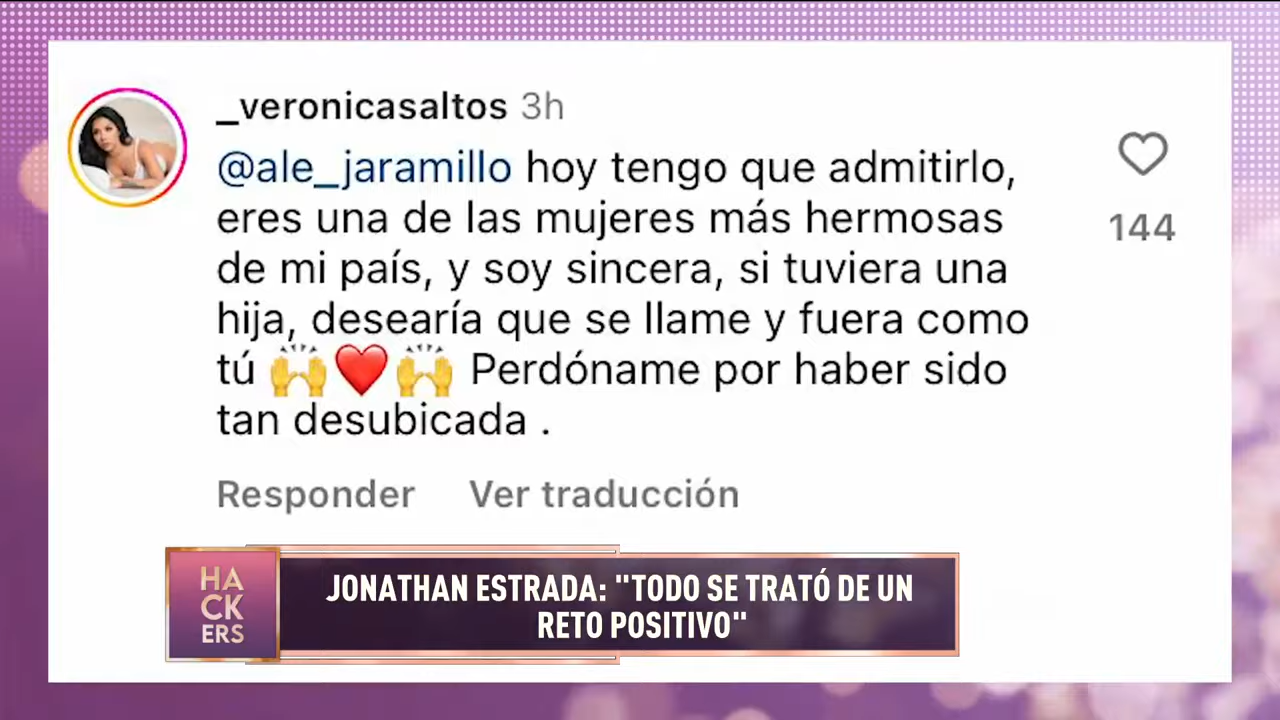 _veronicasaltos 3h
@ale_jaramillo hoy tengo que admitirlo,
eres una de las mujeres más hermosas
de mi país, y soy sincera, si tuviera una
hija, desearía que se llame y fuera como
tú 🙌❤️🙌 Perdóname por haber sido
tan desubicada .
144
Responder Ver traducción
HA
CK
ERS
JONATHAN ESTRADA: "TODO SE TRATÓ DE UN
RETO POSITIVO"